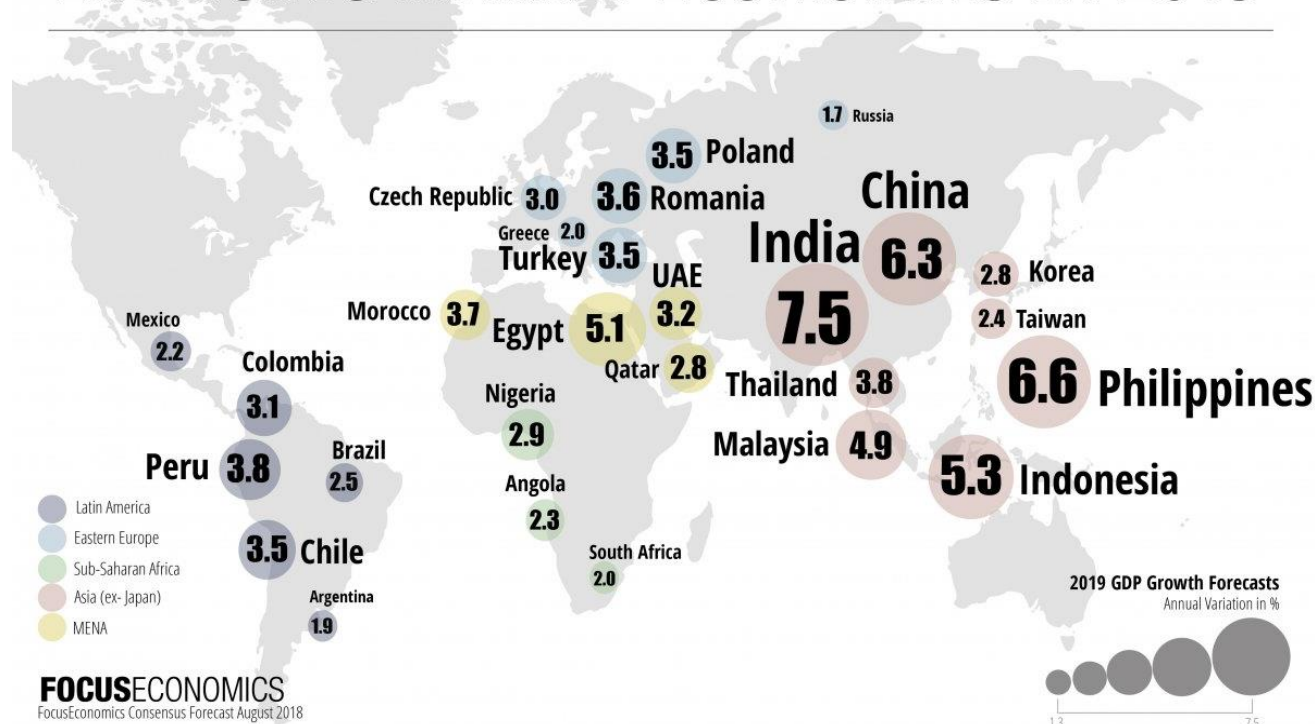 1.7 Russia
3.5 Poland
Czech Republic 3.0
3.6 Romania
China
6.3
Greece 2.0
Turkey 3.5
India
7.5
UAE
3.2
2.8 Korea
Morocco 3.7
Egypt 5.1
2.4 Taiwan
Mexico
2.2
Qatar 2.8
Thailand 3.8
6.6 Philippines
Colombia
3.1
Nigeria
2.9
Malaysia 4.9
Peru 3.8
Brazil
2.5
5.3 Indonesia
Angola
2.3
3.5 Chile
South Africa
2.0
Argentina
1.9
Latin America
Eastern Europe
Sub-Saharan Africa
Asia (ex- Japan)
MENA
2019 GDP Growth Forecasts
Annual Variation in %
FOCUSECONOMICS
FocusEconomics Consensus Forecast August 2018